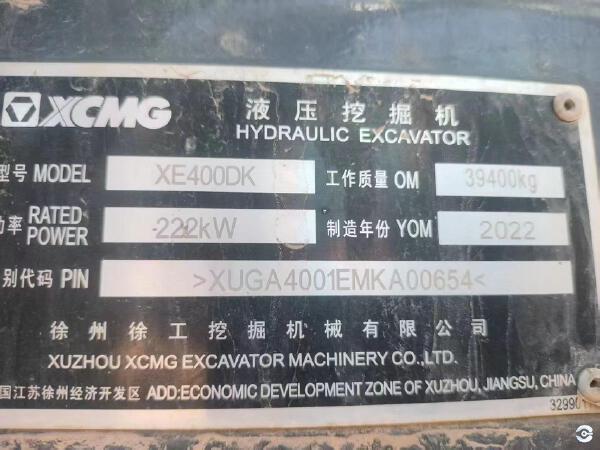 XCMG
液压挖掘机
HYDRAULIC EXCAVATOR
型号 MODEL XE400DK 工作质量 OM 39400kg
功率 RATED POWER 222kW 制造年份 YOM 2022
别代码 PIN >XUGA4001EMKA00654<
徐州徐工挖掘机械有限公司
XUZHOU XCMG EXCAVATOR MACHINERY CO.,LTD.
国江苏徐州经济开发区 ADD:ECONOMIC DEVELOPMENT ZONE OF XUZHOU, JIANGSU, CHINA